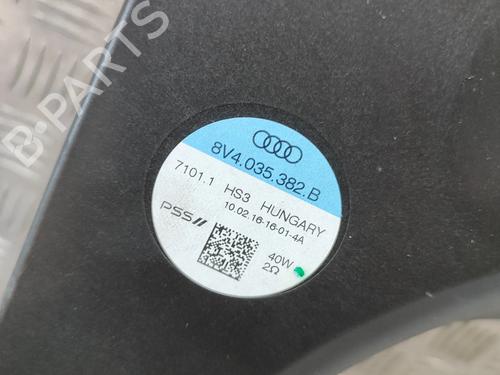 B-PARTS
8V4.035.382.B
7101.1 HS3 HUNGARY
10.02.16-16-01-4A
PSS//
40W
2Ω